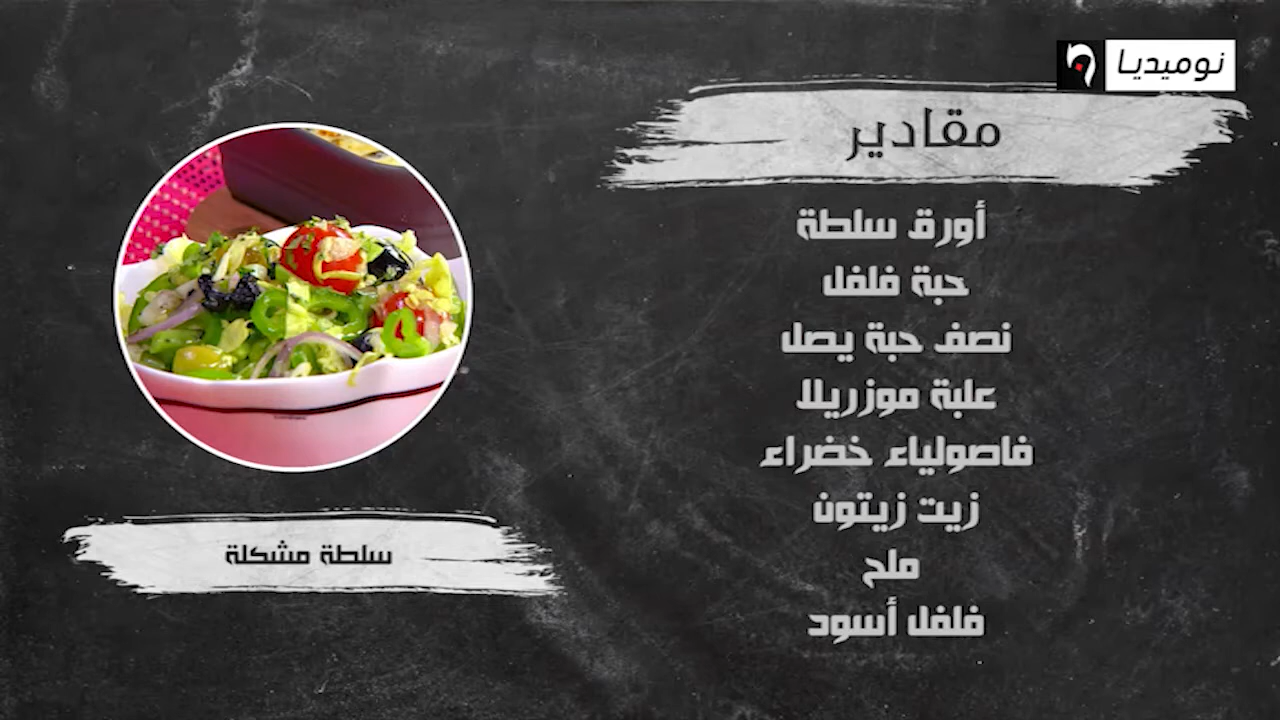 نوميديا
مقادير
أورق سلطة
حبة فلفل
نصف حبة يصل
علبة موزريلا
فاصولياء خضراء
زيت زيتون
ملح
فلفل أسود
سلطة مشكلة